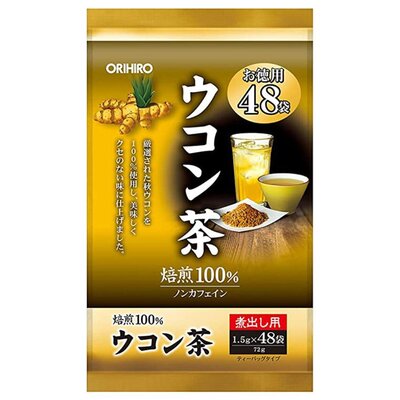 ORIHIRO
お徳用
48袋
ウコン茶
厳選された秋ウコンを
100%使用し、美味しく
クセのない味に仕上げました。
焙煎100%
ノンカフェイン
焙煎100%
ウコン茶
煮出し用
1.5g×48袋
72g
ティーバッグタイプ